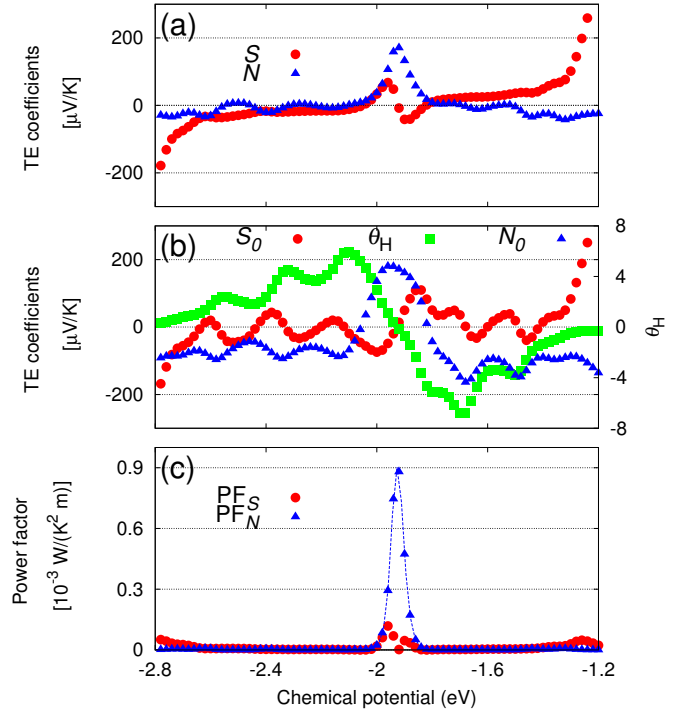 (a)
S
N
TE coefficients
[μV/K]
200
0
-200
(b)
S0 θH N0
TE coefficients
[μV/K]
200
0
-200
8
4
0
-4
-8
θH
(c)
PFS
PFN
Power factor
[10-3 W/(K2 m)]
0.9
0.6
0.3
0
-2.8 -2.4 -2 -1.6 -1.2
Chemical potential (eV)